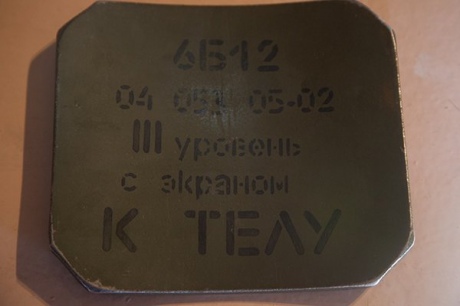 6Б12
04 05-02
III уровень
с экраном
К ТЕЛУ